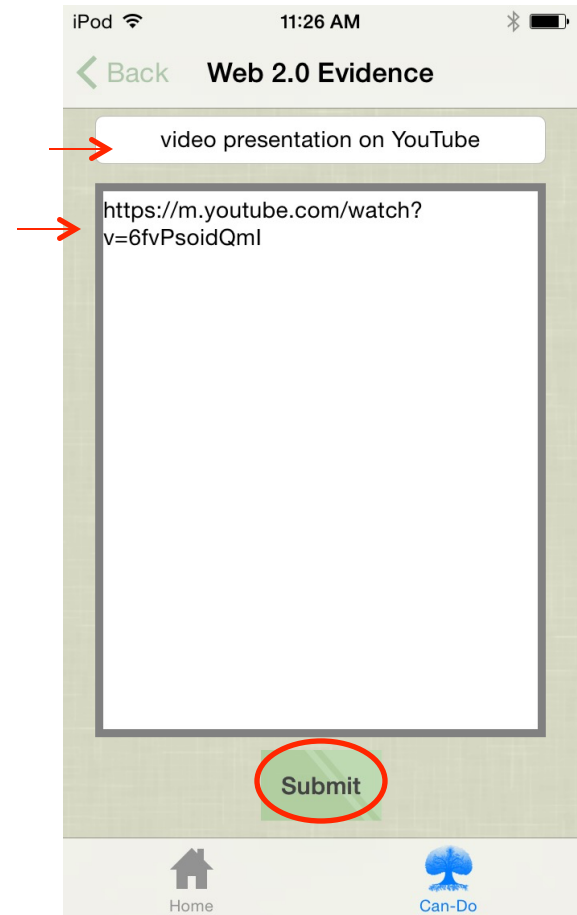 iPod 11:26 AM
Back Web 2.0 Evidence
video presentation on YouTube
https://m.youtube.com/watch?
v=6fvPsoidQmI
Submit
Home Can-Do